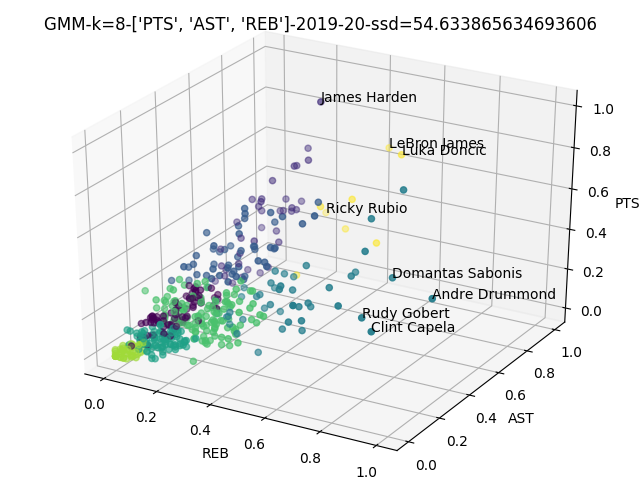 GMM-k=8-['PTS', 'AST', 'REB']-2019-20-ssd=54.633865634693606
James Harden
LeBron James
Luka Doncic
Ricky Rubio
Domantas Sabonis
Andre Drummond
Rudy Gobert
Clint Capela
1.0
0.8
0.6
PTS
0.4
0.2
0.0
1.0
0.8
0.6
0.4
AST
0.2
0.0
0.0
0.2
0.4
0.6
0.8
1.0
REB